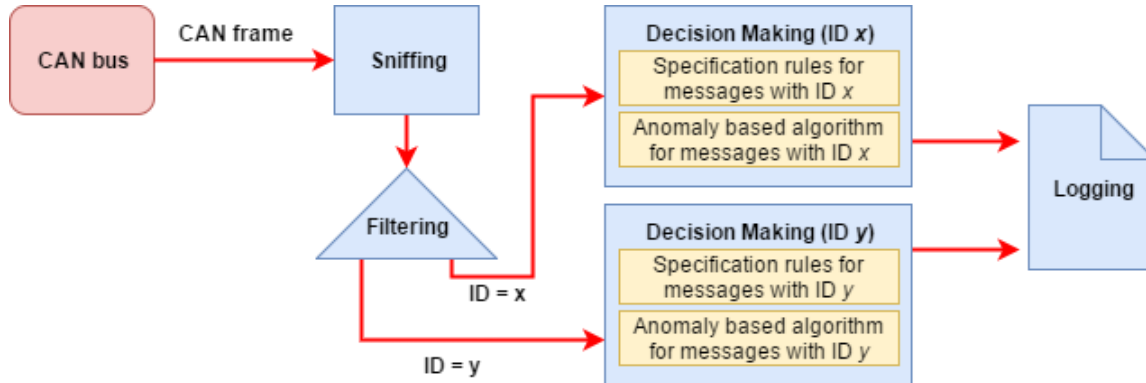 CAN bus
CAN frame
Sniffing
Filtering
ID = x
ID = y
Decision Making (ID x)
Specification rules for
messages with ID x
Anomaly based algorithm
for messages with ID x
Decision Making (ID y)
Specification rules for
messages with ID y
Anomaly based algorithm
for messages with ID y
Logging